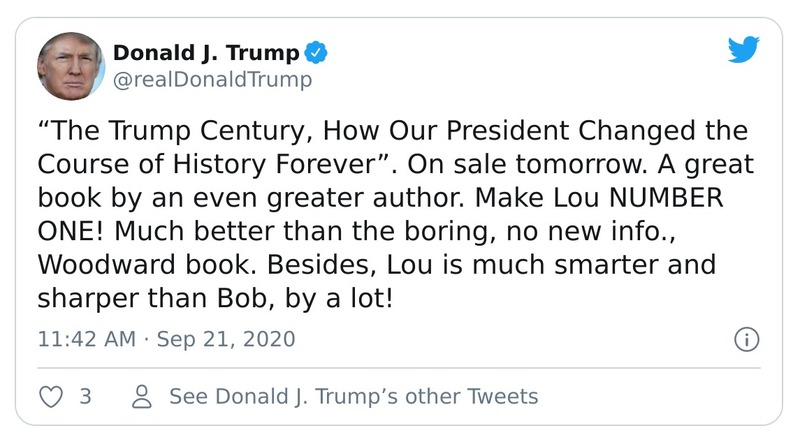 Donald J. Trump
@realDonaldTrump
“The Trump Century, How Our President Changed the
Course of History Forever”. On sale tomorrow. A great
book by an even greater author. Make Lou NUMBER
ONE! Much better than the boring, no new info.,
Woodward book. Besides, Lou is much smarter and
sharper than Bob, by a lot!
11:42 AM · Sep 21, 2020
3
See Donald J. Trump’s other Tweets